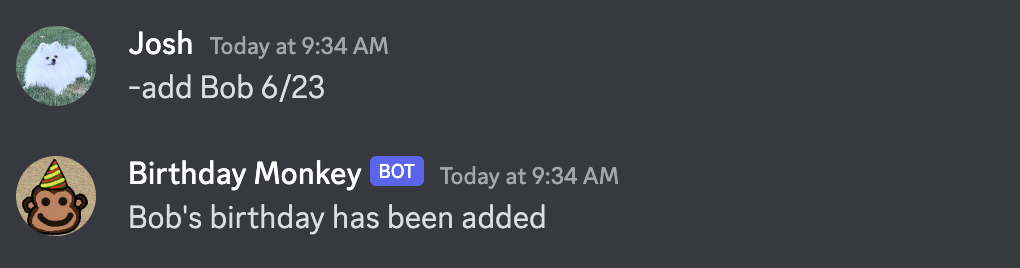 Josh Today at 9:34 AM
-add Bob 6/23
Birthday Monkey BOT Today at 9:34 AM
Bob's birthday has been added